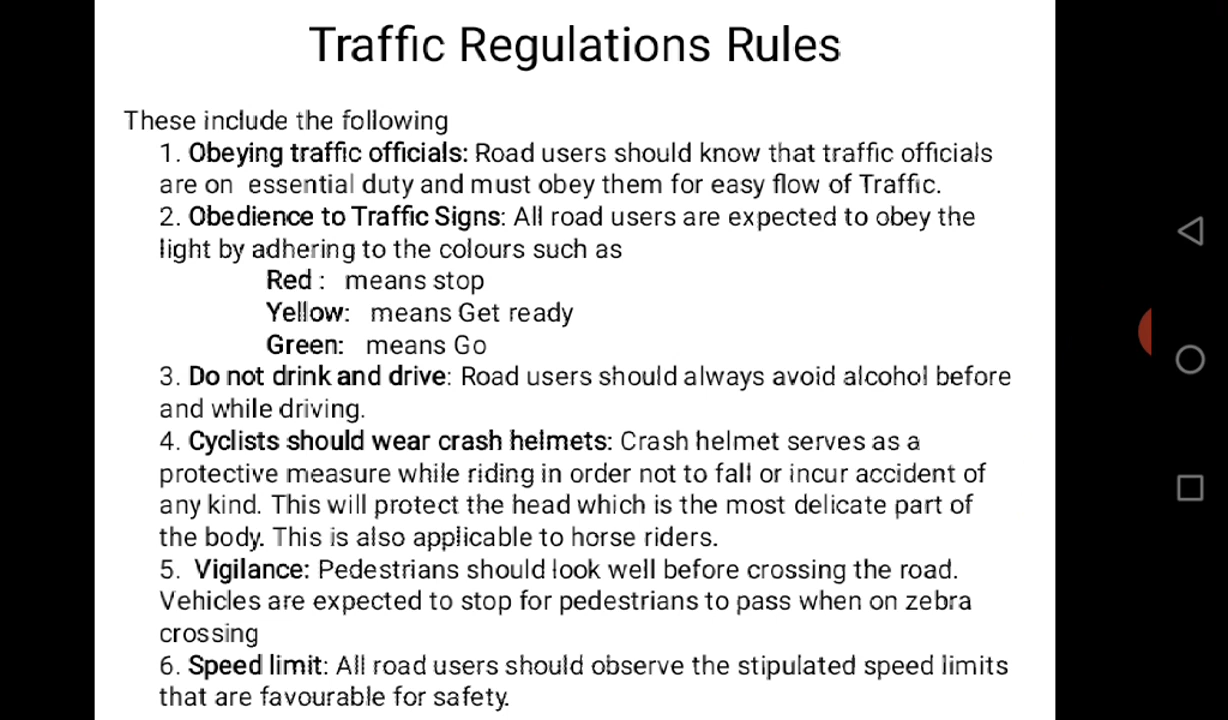 Traffic Regulations Rules
These include the following
1. Obeying traffic officials: Road users should know that traffic officials
are on essential duty and must obey them for easy flow of Traffic.
2. Obedience to Traffic Signs: All road users are expected to obey the
light by adhering to the colours such as
Red : means stop
Yellow: means Get ready
Green: means Go
3. Do not drink and drive: Road users should always avoid alcohol before
and while driving.
4. Cyclists should wear crash helmets: Crash helmet serves as a
protective measure while riding in order not to fall or incur accident of
any kind. This will protect the head which is the most delicate part of
the body. This is also applicable to horse riders.
5. Vigilance: Pedestrians should look well before crossing the road.
Vehicles are expected to stop for pedestrians to pass when on zebra
crossing
6. Speed limit: All road users should observe the stipulated speed limits
that are favourable for safety.